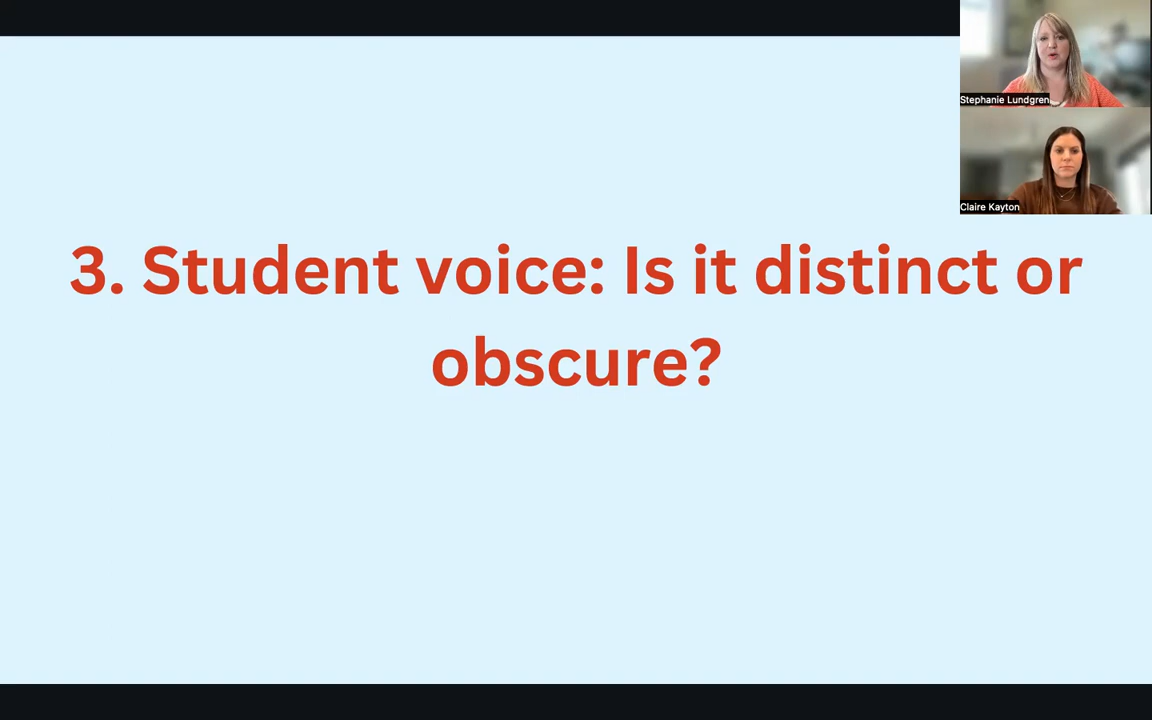 Stephanie Lundgren
Claire Kayton
3. Student voice: Is it distinct or
obscure?